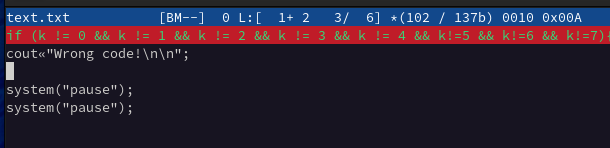 text.txt [BM--] 0 L:[ 1+ 2 3/ 6] *(102 / 137b) 0010 0x00A
if (k != 0 && k != 1 && k != 2 && k != 3 && k != 4 && k!=5 && k!=6 && k!=7){
cout«"Wrong code!\n\n";
system("pause");
system("pause");